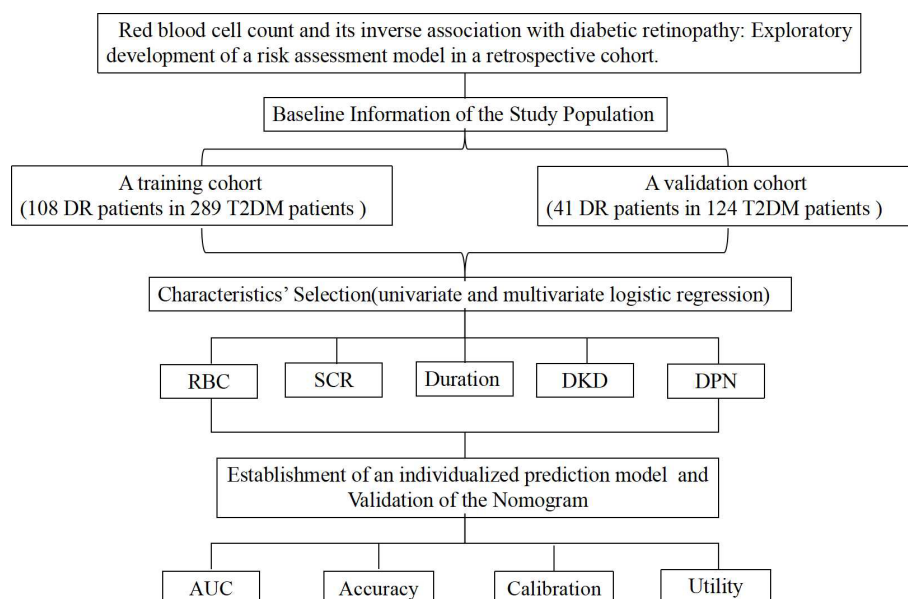 Red blood cell count and its inverse association with diabetic retinopathy: Exploratory
development of a risk assessment model in a retrospective cohort.
Baseline Information of the Study Population
A training cohort
(108 DR patients in 289 T2DM patients )
A validation cohort
(41 DR patients in 124 T2DM patients )
Characteristics’ Selection(univariate and multivariate logistic regression)
RBC
SCR
Duration
DKD
DPN
Establishment of an individualized prediction model and
Validation of the Nomogram
AUC
Accuracy
Calibration
Utility